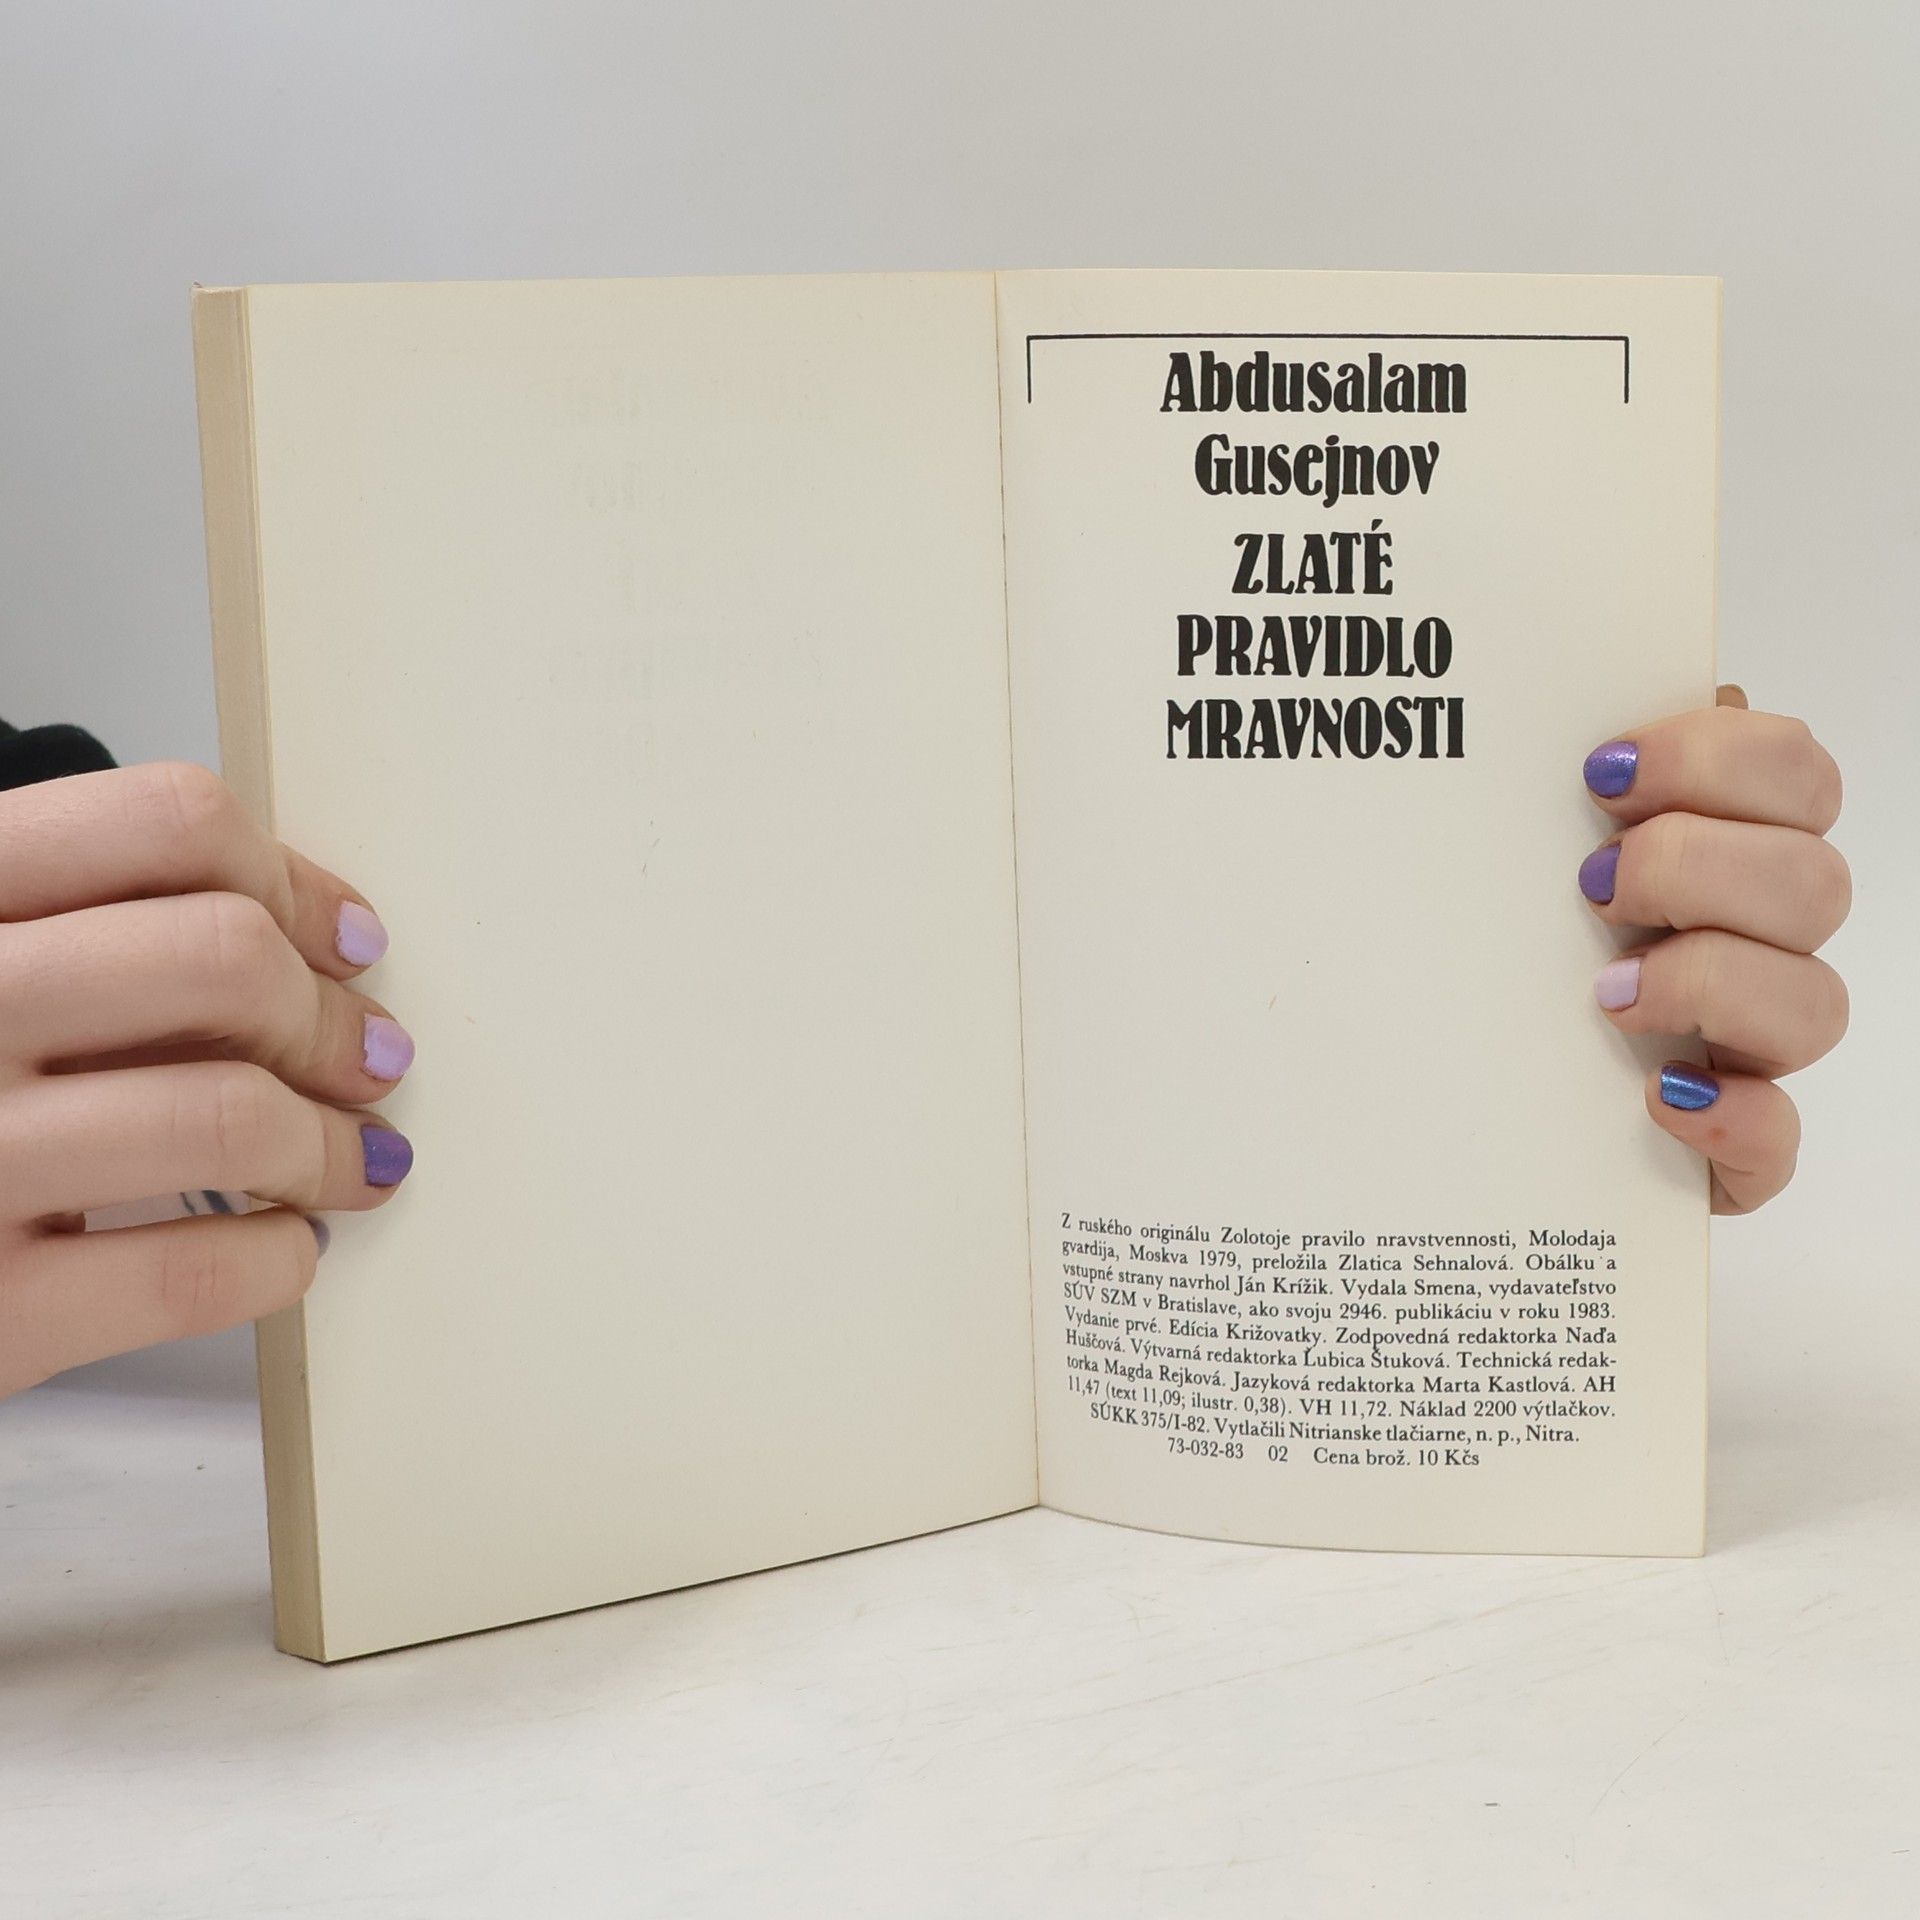 Abdusalam
Gusejnov
ZLATÉ
PRAVIDLO
MRAVNOSTI
Z ruského originálu Zolotoje pravilo nravstvennosti, Molodaja
gvardija, Moskva 1979, preložila Zlatica Sehnalová. Obálku a
vstupné strany navrhol Ján Krížik. Vydala Smena, vydavateľstvo
SÚV SZM v Bratislave, ako svoju 2946. publikáciu v roku 1983.
Vydanie prvé. Edícia Križovatky. Zodpovedná redaktorka Naďa
Huščová. Výtvarná redaktorka Ľubica Štuková. Technická redak-
torka Magda Rejková. Jazyková redaktorka Marta Kastlová. AH
11,47 (text 11,09; ilustr. 0,38). VH 11,72. Náklad 2200 výtlačkov.
SÚKK 375/I-82. Vytlačili Nitrianske tlačiarne, n. p., Nitra.
73-032-83 02 Cena brož. 10 Kčs